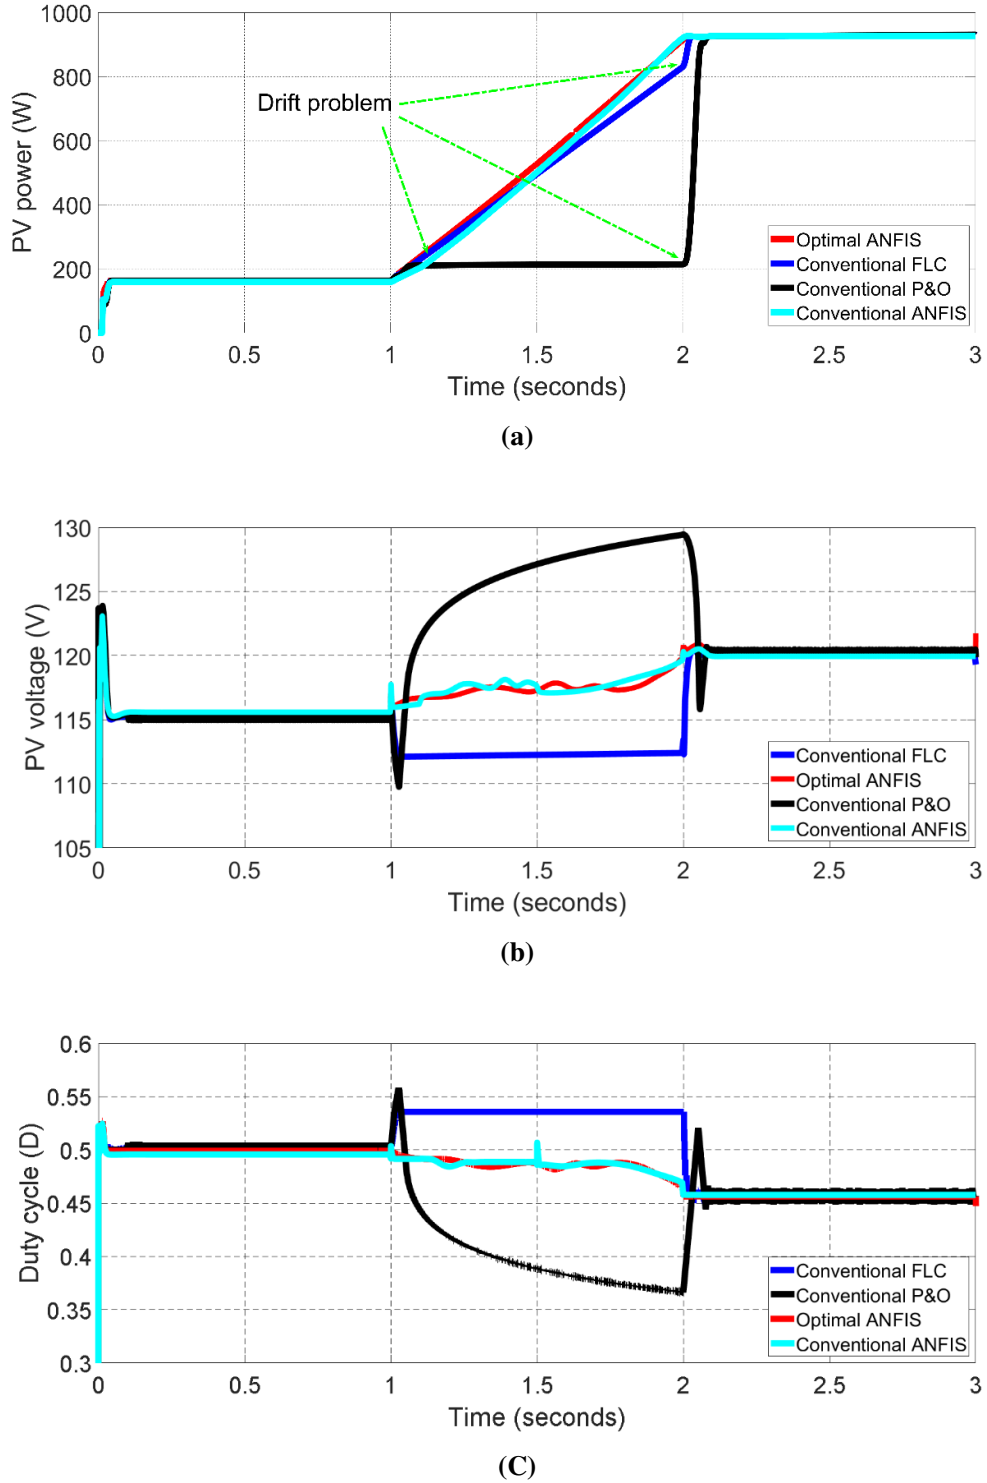 1000
800
600
400
200
0
PV power (W)
Drift problem
Optimal ANFIS
Conventional FLC
Conventional P&O
Conventional ANFIS
0 0.5 1 1.5 2 2.5 3
Time (seconds)
(a)
130
125
120
115
110
105
PV voltage (V)
Conventional FLC
Optimal ANFIS
Conventional P&O
Conventional ANFIS
0 0.5 1 1.5 2 2.5 3
Time (seconds)
(b)
0.6
0.55
0.5
0.45
0.4
0.35
0.3
Duty cycle (D)
Conventional FLC
Conventional P&O
Optimal ANFIS
Conventional ANFIS
0 0.5 1 1.5 2 2.5 3
Time (seconds)
(C)